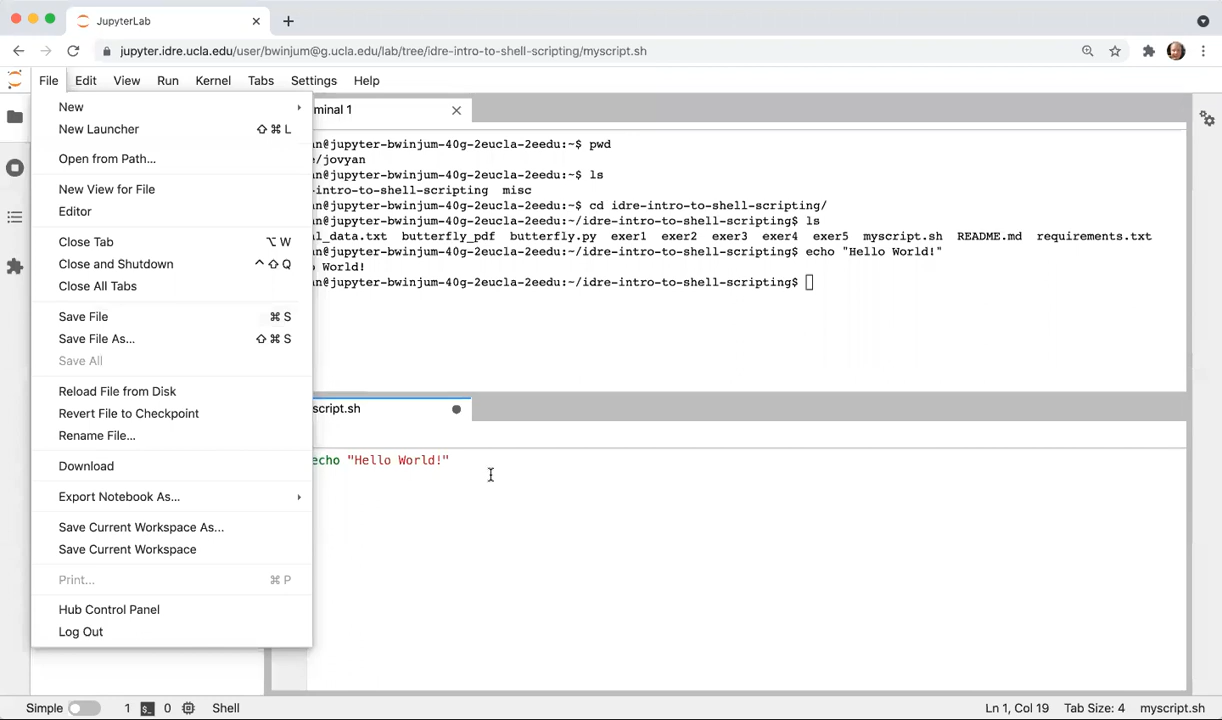 JupyterLab
jupyter.idre.ucla.edu/user/bwinjum@g.ucla.edu/lab/tree/idre-intro-to-shell-scripting/myscript.sh
File Edit View Run Kernel Tabs Settings Help
New
New Launcher ⇧ ⌘ L
Open from Path...
New View for File
Editor
Close Tab ⌥ W
Close and Shutdown ⌃ ⇧ Q
Close All Tabs
Save File ⌘ S
Save File As... ⇧ ⌘ S
Save All
Reload File from Disk
Revert File to Checkpoint
Rename File...
Download
Export Notebook As...
Save Current Workspace As...
Save Current Workspace
Print... ⌘ P
Hub Control Panel
Log Out
minal 1
an@jupyter-bwinjum-40g-2eucla-2eedu:~$ pwd
e/jovyan
an@jupyter-bwinjum-40g-2eucla-2eedu:~$ ls
-intro-to-shell-scripting misc
an@jupyter-bwinjum-40g-2eucla-2eedu:~$ cd idre-intro-to-shell-scripting/
an@jupyter-bwinjum-40g-2eucla-2eedu:~/idre-intro-to-shell-scripting$ ls
al_data.txt butterfly_pdf butterfly.py exer1 exer2 exer3 exer4 exer5 myscript.sh README.md requirements.txt
an@jupyter-bwinjum-40g-2eucla-2eedu:~/idre-intro-to-shell-scripting$ echo "Hello World!"
o World!
an@jupyter-bwinjum-40g-2eucla-2eedu:~/idre-intro-to-shell-scripting$
script.sh
echo "Hello World!"
Simple 1 $_ 0 Shell Ln 1, Col 19 Tab Size: 4 myscript.sh